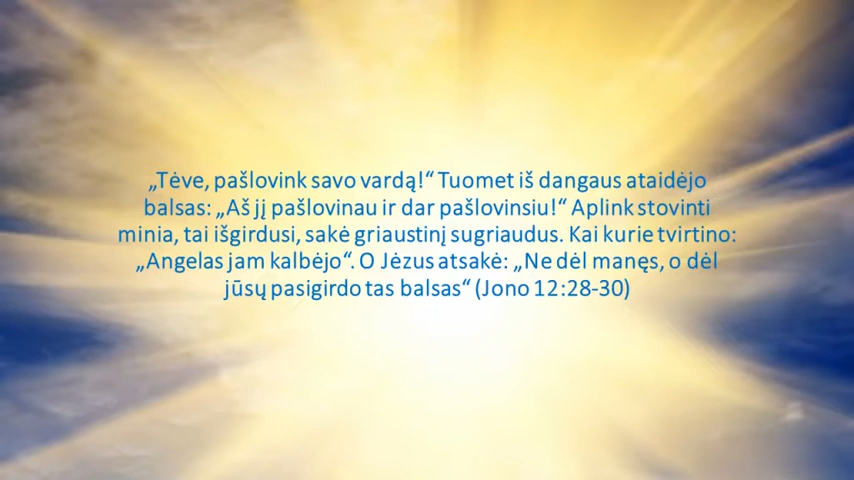 „Tėve, pašlovink savo vardą!“ Tuomet iš dangaus ataidėjo
balsas: „Aš jį pašlovinau ir dar pašlovinsiu!“ Aplink stovinti
minia, tai išgirdusi, sakė griaustinį sugriaudus. Kai kurie tvirtino:
„Angelas jam kalbėjo“. O Jėzus atsakė: „Ne dėl manęs, o dėl
jūsų pasigirdo tas balsas“ (Jono 12:28-30)